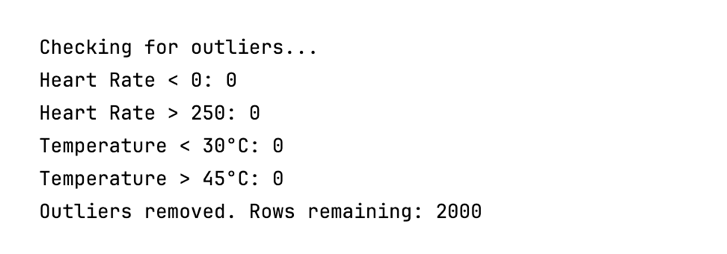 Checking for outliers...
Heart Rate < 0: 0
Heart Rate > 250: 0
Temperature < 30°C: 0
Temperature > 45°C: 0
Outliers removed. Rows remaining: 2000